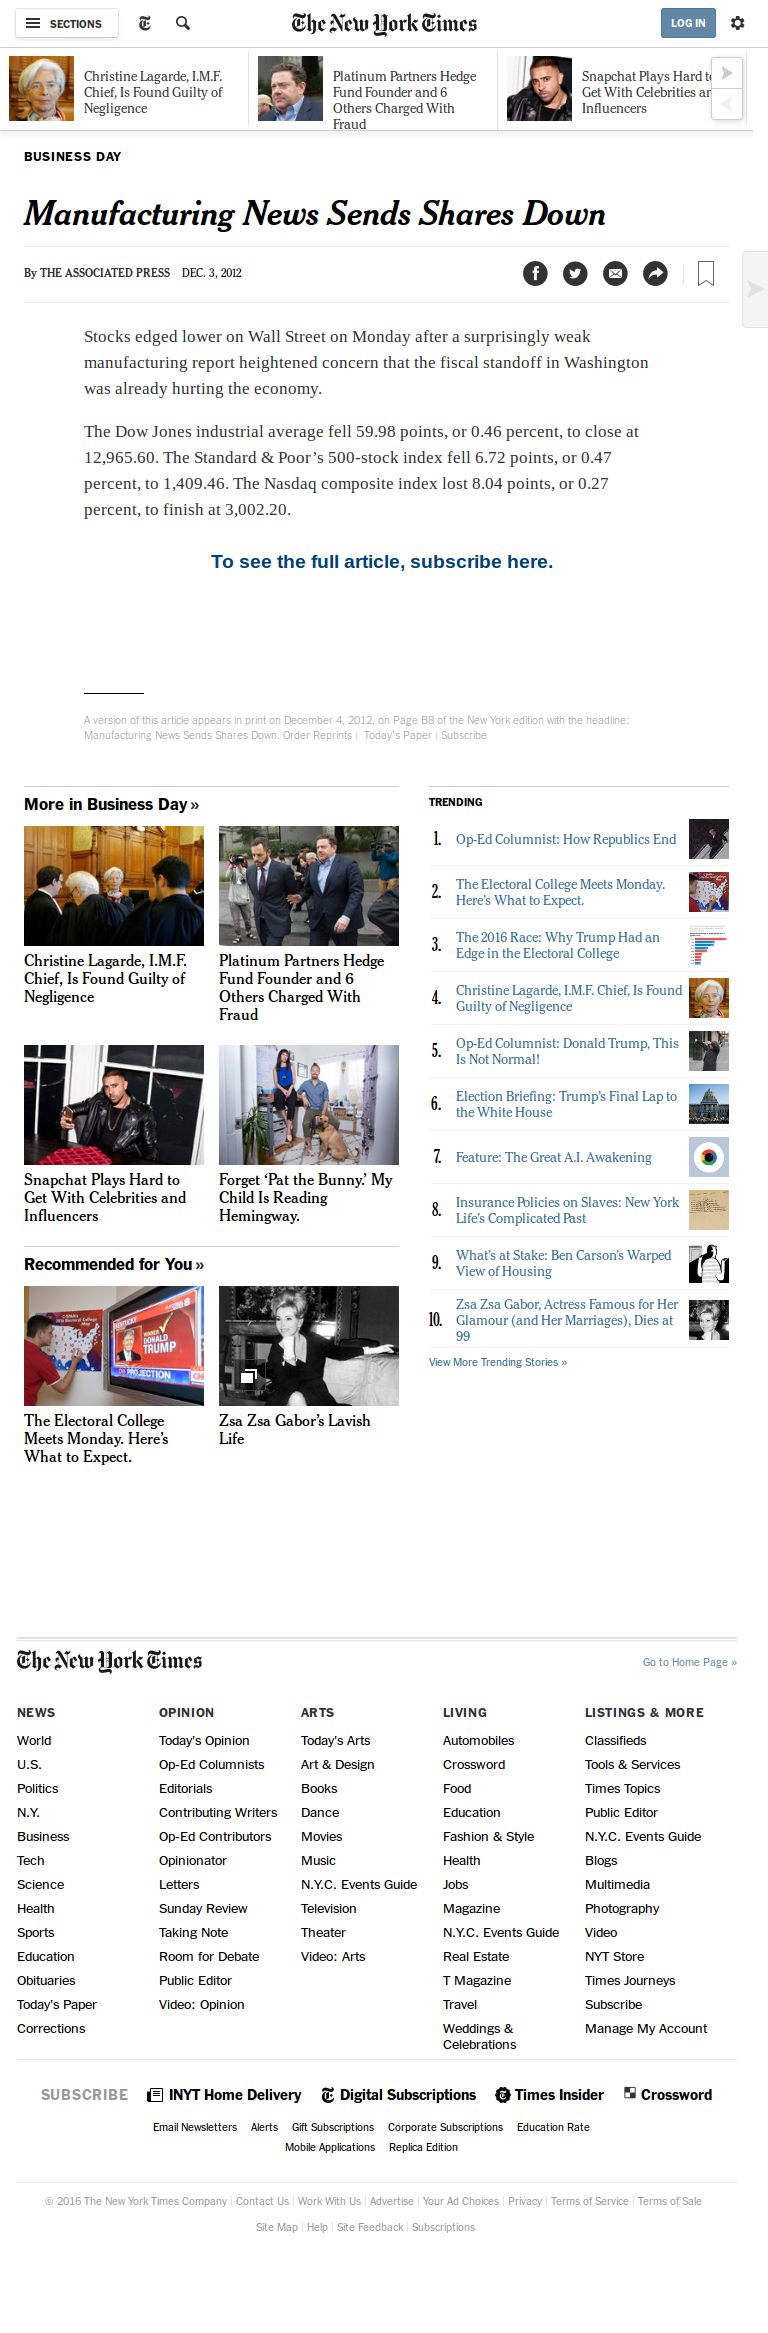 SECTIONS
The New York Times
LOG IN
Christine Lagarde, I.M.F.
Chief, Is Found Guilty of
Negligence
Platinum Partners Hedge
Fund Founder and 6
Others Charged With
Fraud
Snapchat Plays Hard to
Get With Celebrities an
Influencers
BUSINESS DAY
Manufacturing News Sends Shares Down
By THE ASSOCIATED PRESS DEC. 3, 2012
Stocks edged lower on Wall Street on Monday after a surprisingly weak
manufacturing report heightened concern that the fiscal standoff in Washington
was already hurting the economy.
The Dow Jones industrial average fell 59.98 points, or 0.46 percent, to close at
12,965.60. The Standard & Poor’s 500-stock index fell 6.72 points, or 0.47
percent, to 1,409.46. The Nasdaq composite index lost 8.04 points, or 0.27
percent, to finish at 3,002.20.
To see the full article, subscribe here.
A version of this article appears in print on December 4, 2012, on Page B8 of the New York edition with the headline:
Manufacturing News Sends Shares Down. Order Reprints | Today's Paper | Subscribe
More in Business Day »
Christine Lagarde, I.M.F.
Chief, Is Found Guilty of
Negligence
Platinum Partners Hedge
Fund Founder and 6
Others Charged With
Fraud
Snapchat Plays Hard to
Get With Celebrities and
Influencers
Forget ‘Pat the Bunny.’ My
Child Is Reading
Hemingway.
Recommended for You »
KENTUCKY
DONALD
TRUMP
PROJECTION
The Electoral College
Meets Monday. Here’s
What to Expect.
Zsa Zsa Gabor’s Lavish
Life
TRENDING
1. Op-Ed Columnist: How Republics End
2. The Electoral College Meets Monday.
Here’s What to Expect.
3. The 2016 Race: Why Trump Had an
Edge in the Electoral College
4. Christine Lagarde, I.M.F. Chief, Is Found
Guilty of Negligence
5. Op-Ed Columnist: Donald Trump, This
Is Not Normal!
6. Election Briefing: Trump’s Final Lap to
the White House
7. Feature: The Great A.I. Awakening
8. Insurance Policies on Slaves: New York
Life’s Complicated Past
9. What’s at Stake: Ben Carson’s Warped
View of Housing
10. Zsa Zsa Gabor, Actress Famous for Her
Glamour (and Her Marriages), Dies at
99
View More Trending Stories »
The New York Times
Go to Home Page »
NEWS
World
U.S.
Politics
N.Y.
Business
Tech
Science
Health
Sports
Education
Obituaries
Today's Paper
Corrections
OPINION
Today's Opinion
Op-Ed Columnists
Editorials
Contributing Writers
Op-Ed Contributors
Opinionator
Letters
Sunday Review
Taking Note
Room for Debate
Public Editor
Video: Opinion
ARTS
Today's Arts
Art & Design
Books
Dance
Movies
Music
N.Y.C. Events Guide
Television
Theater
Video: Arts
LIVING
Automobiles
Crossword
Food
Education
Fashion & Style
Health
Jobs
Magazine
N.Y.C. Events Guide
Real Estate
T Magazine
Travel
Weddings &
Celebrations
LISTINGS & MORE
Classifieds
Tools & Services
Times Topics
Public Editor
N.Y.C. Events Guide
Blogs
Multimedia
Photography
Video
NYT Store
Times Journeys
Subscribe
Manage My Account
SUBSCRIBE INYT Home Delivery Digital Subscriptions Times Insider Crossword
Email Newsletters Alerts Gift Subscriptions Corporate Subscriptions Education Rate
Mobile Applications Replica Edition
© 2016 The New York Times Company | Contact Us | Work With Us | Advertise | Your Ad Choices | Privacy | Terms of Service | Terms of Sale
Site Map | Help | Site Feedback | Subscriptions